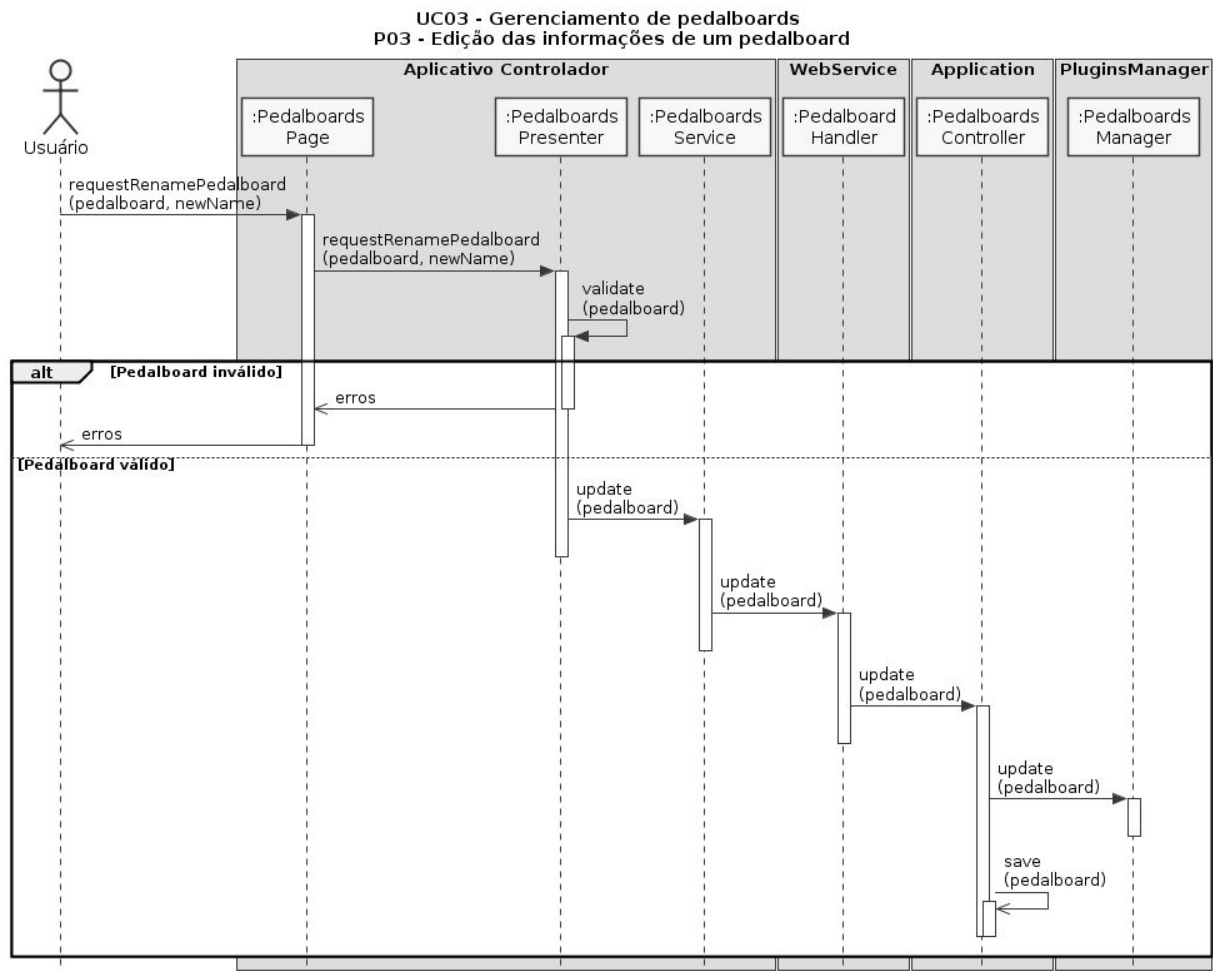 UC03 - Gerenciamento de pedalboards
P03 - Edição das informações de um pedalboard
Aplicativo Controlador
WebService
Application
PluginsManager
Usuário
:Pedalboards
Page
:Pedalboards
Presenter
:Pedalboards
Service
:Pedalboard
Handler
:Pedalboards
Controller
:Pedalboards
Manager
requestRenamePedalboard
(pedalboard, newName)
requestRenamePedalboard
(pedalboard, newName)
validate
(pedalboard)
alt
[Pedalboard inválido]
erros
erros
[Pedalboard válido]
update
(pedalboard)
update
(pedalboard)
update
(pedalboard)
update
(pedalboard)
save
(pedalboard)